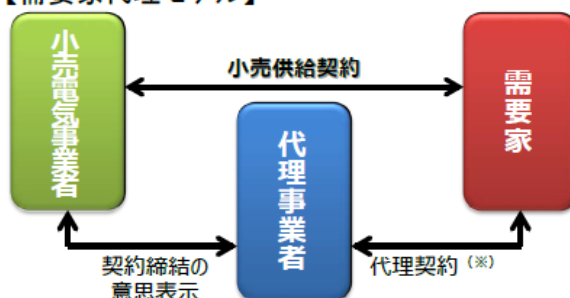 【需要家代理モデル】
小売電気事業者
小売供給契約
需要家
代理事業者
契約締結の
意思表示
代理契約（※）